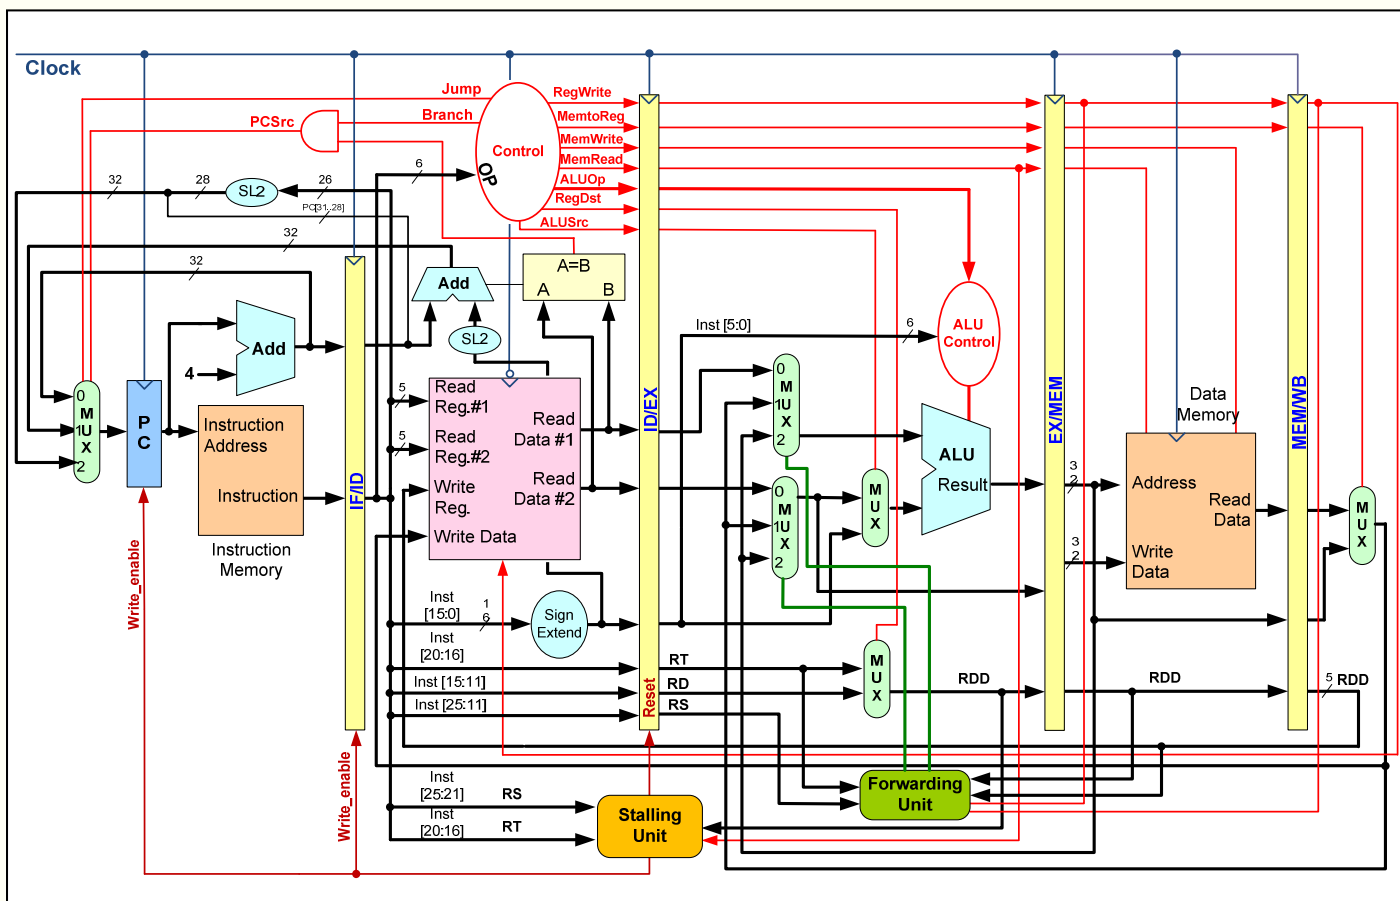 Clock
Jump
Branch
PCSrc
Control
OP
RegWrite
MemtoReg
MemWrite
MemRead
ALUOp
RegDst
ALUSrc
6
32
28
SL2
26
PC[31..28]
32
32
Add
A=B
A
B
SL2
Add
4
0
M
U
1
X
2
P
C
Instruction
Address
Instruction
Instruction
Memory
IF/ID
5
5
Read
Reg.#1
Read
Reg.#2
Write
Reg.
Write Data
Read
Data #1
Read
Data #2
ID/EX
Reset
Inst [5:0]
6
ALU
Control
0
M
1U
X
2
0
M
1U
X
2
M
U
X
ALU
Result
EX/MEM
3
2
3
2
Data
Memory
Address
Read
Data
Write
Data
MEM/WB
M
U
X
Write_enable
Inst
[15:0]
1
6
Sign
Extend
Inst
[20:16]
Inst [15:11]
Inst [25:11]
RT
RD
RS
M
U
X
RDD
RDD
5
RDD
Write_enable
Inst
[25:21]
RS
Inst
[20:16]
RT
Stalling
Unit
Forwarding
Unit